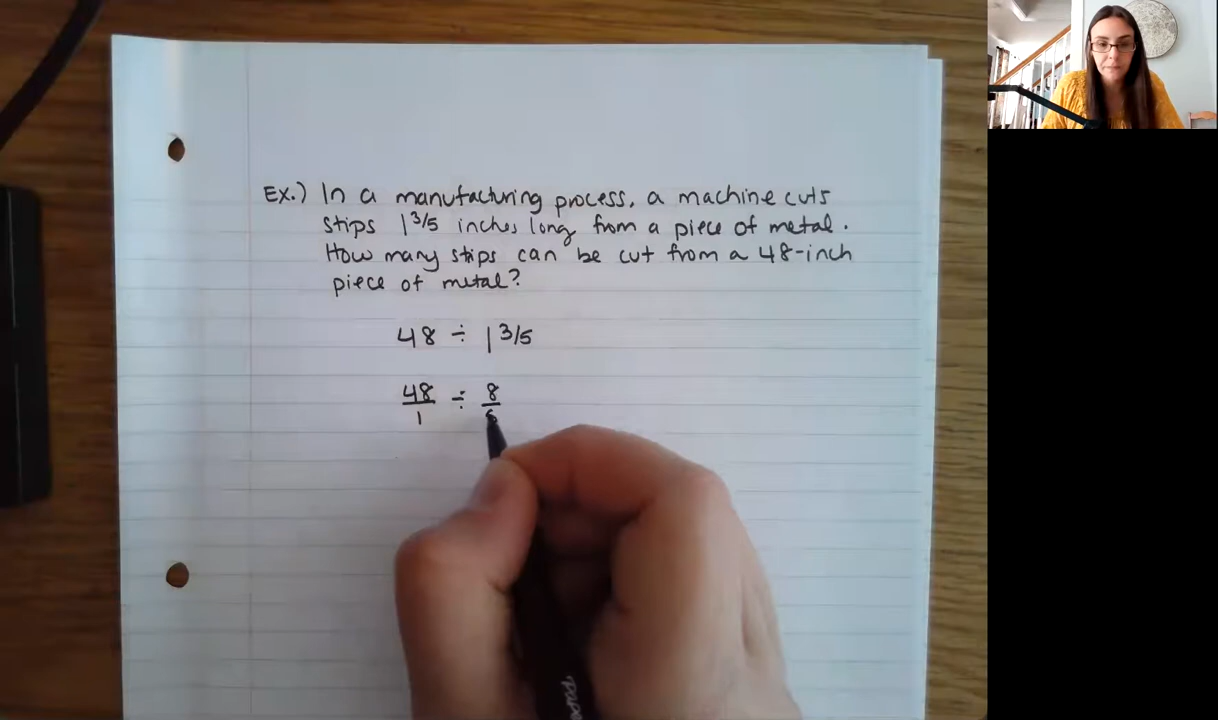 Ex.) In a manufacturing process, a machine cuts
stips 1 3/5 inches long from a piece of metal.
How many stips can be cut from a 48-inch
piece of metal?
48 ÷ 1 3/5
48/1 ÷ 8/5